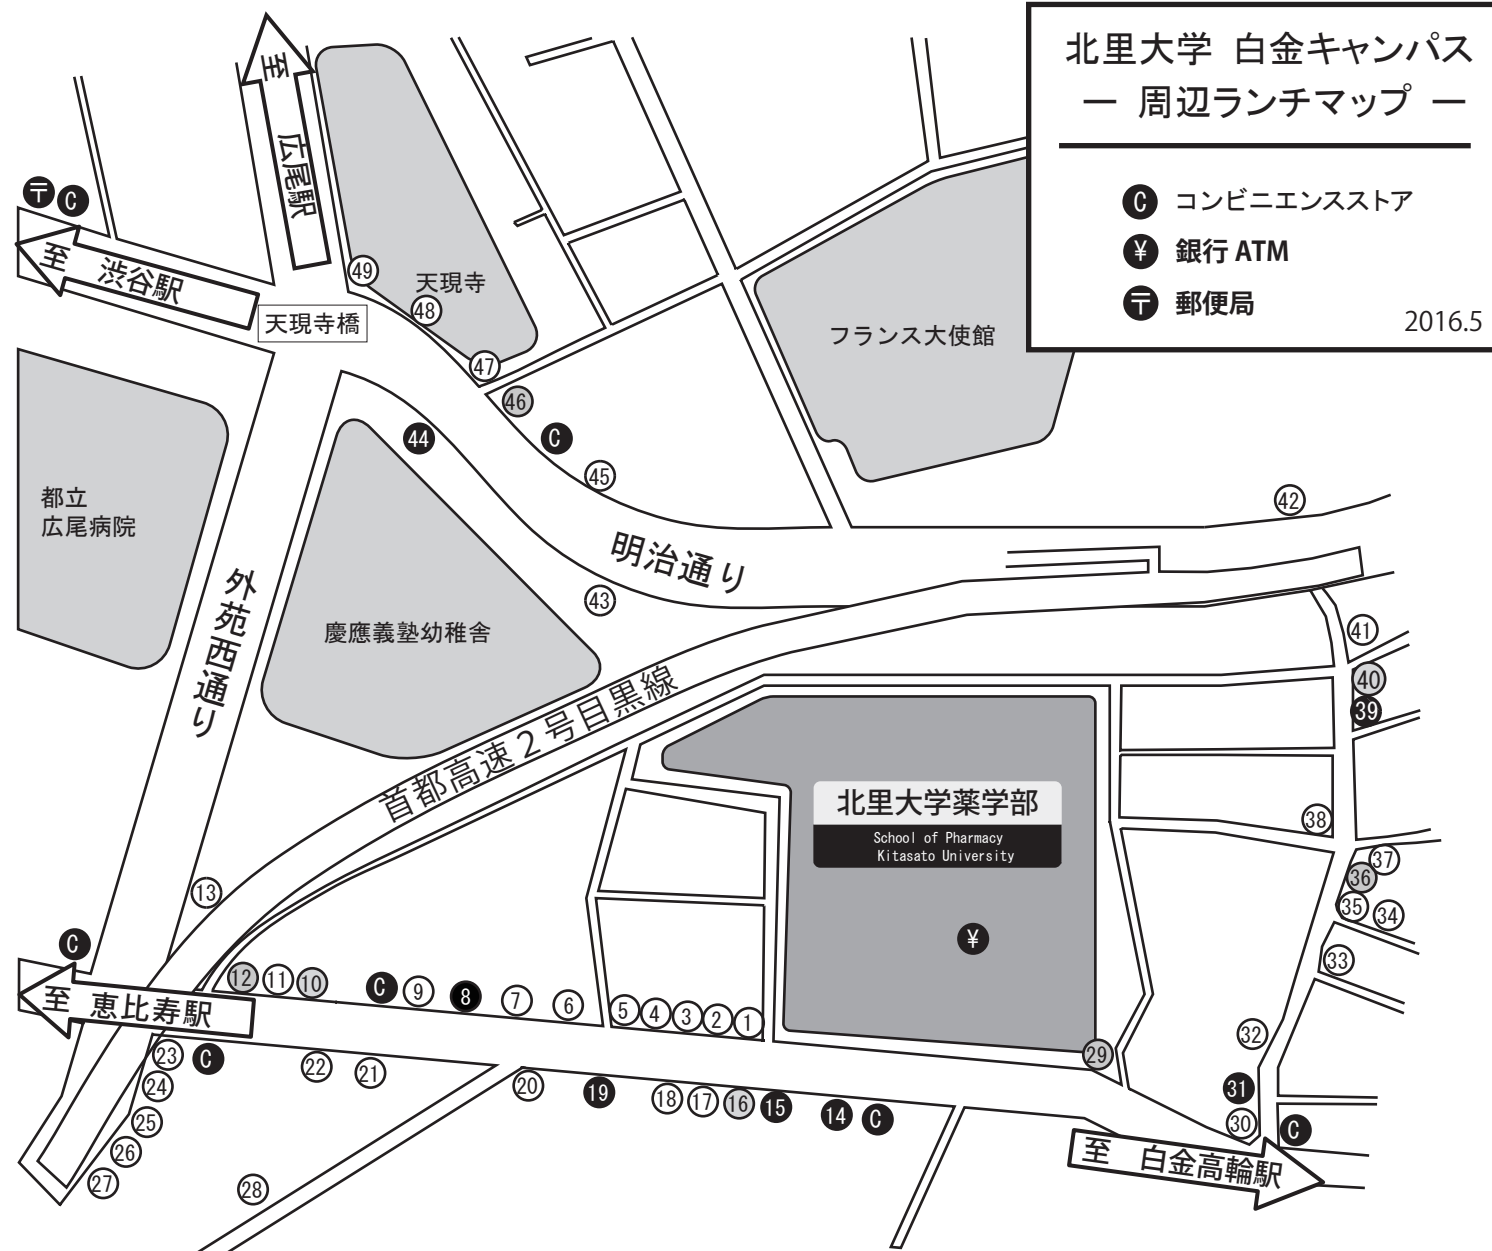 北里大学 白金キャンパス
― 周辺ランチマップ ―
C コンビニエンスストア
¥ 銀行 ATM
〒 郵便局
2016.5
至 広尾駅
〒 C
至 渋谷駅
天現寺橋
49
天現寺
48
47
46
C
44
45
フランス大使館
42
都立
広尾病院
明治通り
43
外苑西通り
慶應義塾幼稚舎
41
40
39
首都高速2号目黒線
北里大学薬学部
School of Pharmacy
Kitasato University
38
37
36
35
34
33
13
¥
C
至 恵比寿駅
12
11
10
C
9
8
7
6
5
4
3
2
1
29
32
31
30
C
23
C
22
21
20
19
18
17
16
15
14
C
24
25
26
27
28
至 白金高輪駅